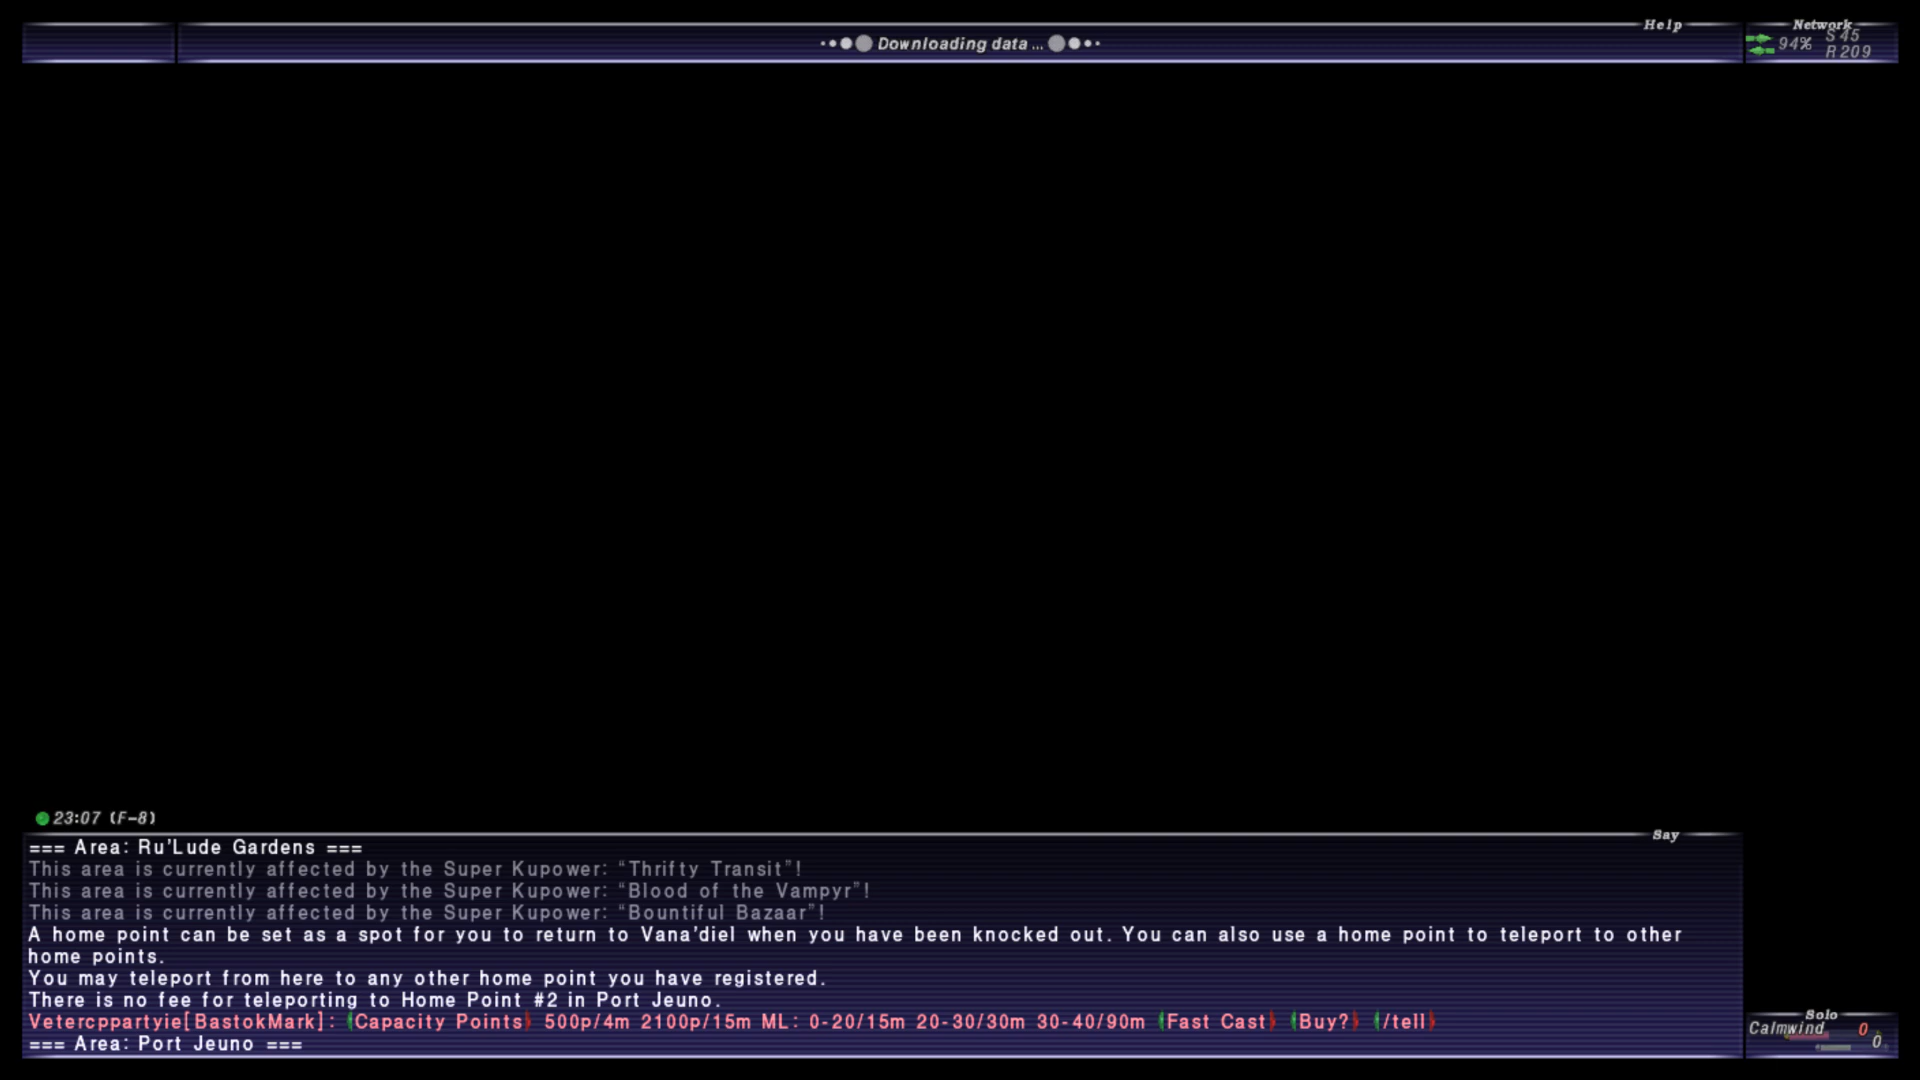 Help
Network
Downloading data ...
94% S 45
R 209
23:07 (F-8)
Say
=== Area: Ru'Lude Gardens ===
This area is currently affected by the Super Kupower: “Thrifty Transit”!
This area is currently affected by the Super Kupower: “Blood of the Vampyr”!
This area is currently affected by the Super Kupower: “Bountiful Bazaar”!
A home point can be set as a spot for you to return to Vana'diel when you have been knocked out. You can also use a home point to teleport to other
home points.
You may teleport from here to any other home point you have registered.
There is no fee for teleporting to Home Point #2 in Port Jeuno.
Vetercppartyie[BastokMark]: {Capacity Points} 500p/4m 2100p/15m ML: 0-20/15m 20-30/30m 30-40/90m {Fast Cast} {Buy?} {/tell}
=== Area: Port Jeuno ===
Solo
Calmwind 0
0